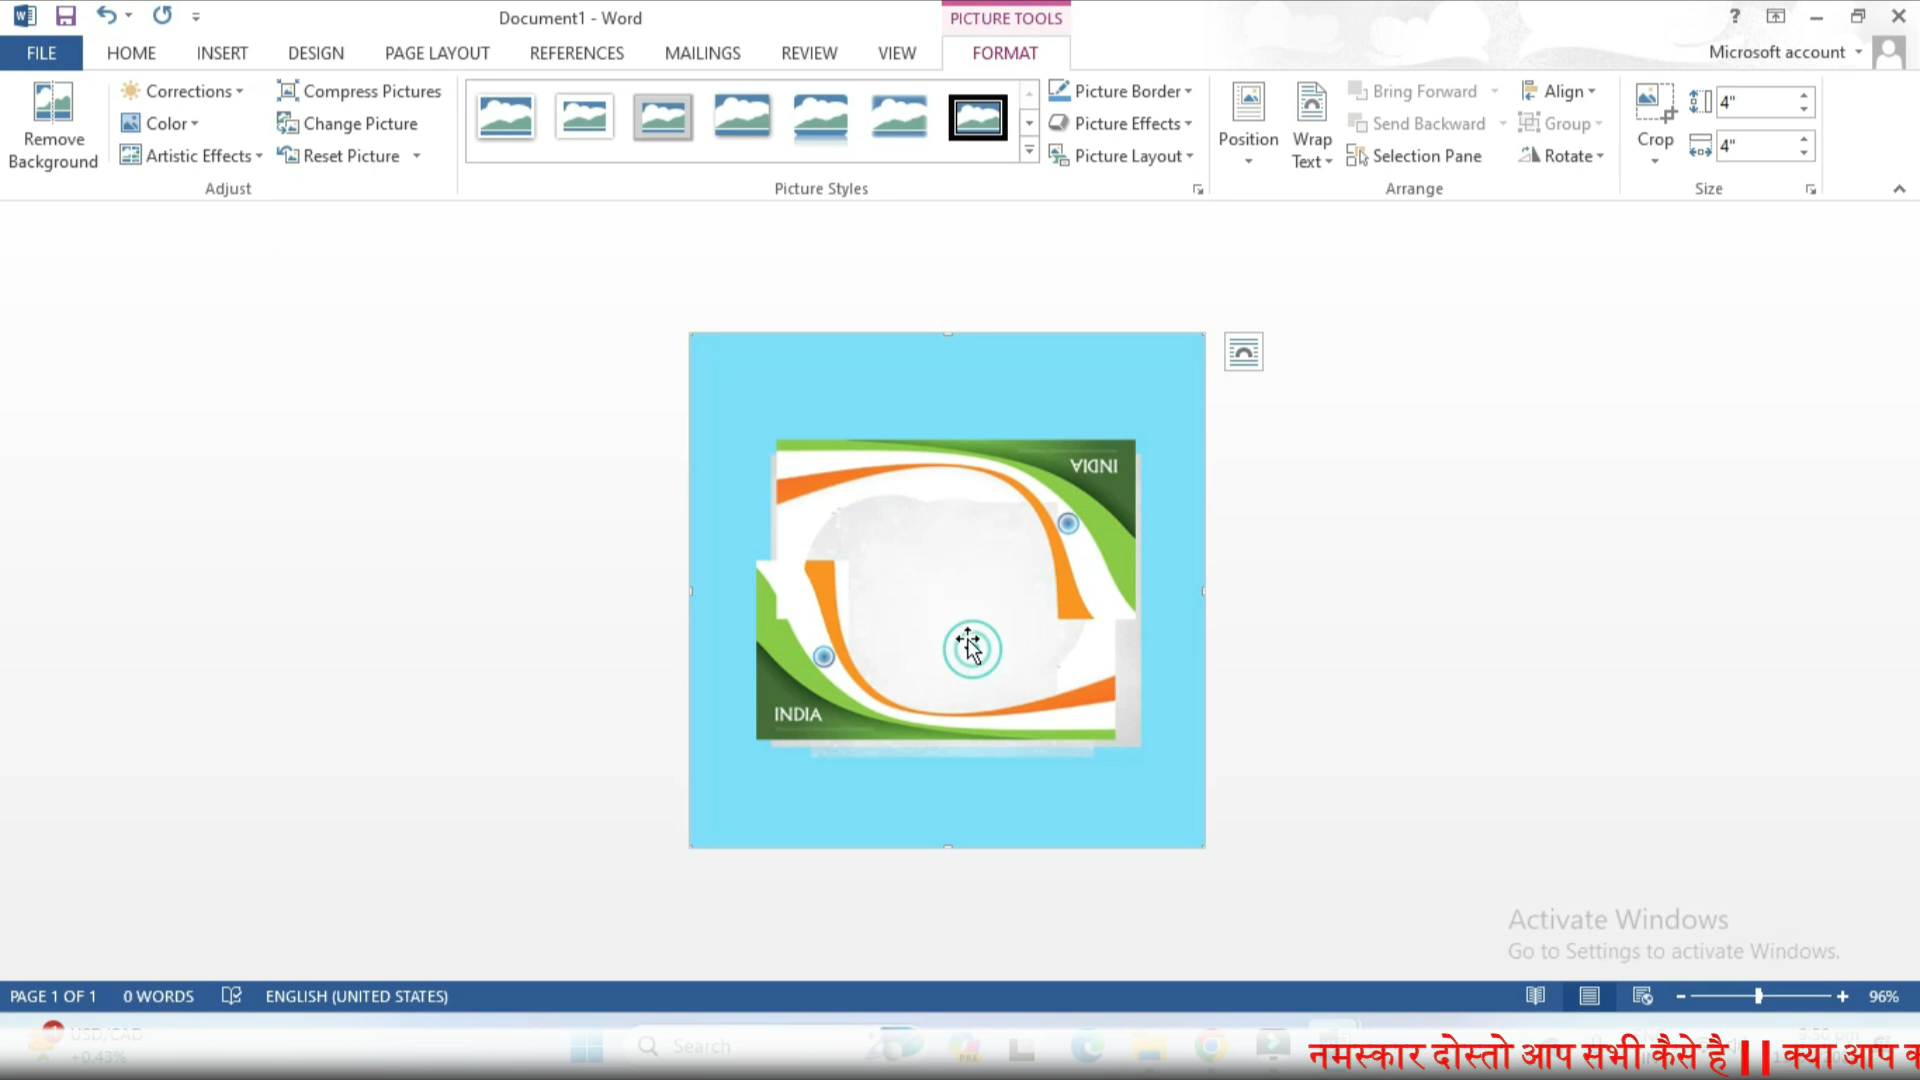 Document1 - Word
PICTURE TOOLS
?
FILE
HOME
INSERT
DESIGN
PAGE LAYOUT
REFERENCES
MAILINGS
REVIEW
VIEW
FORMAT
Microsoft account
Remove
Background
Corrections
Color
Artistic Effects
Compress Pictures
Change Picture
Reset Picture
Adjust
Picture Styles
Picture Border
Picture Effects
Picture Layout
Position
Wrap
Text
Bring Forward
Send Backward
Selection Pane
Align
Group
Rotate
Arrange
Crop
4"
4"
Size
INDIA
INDIA
Activate Windows
Go to Settings to activate Windows.
PAGE 1 OF 1
0 WORDS
ENGLISH (UNITED STATES)
96%
USD/CAD
+0.43%
Search
नमस्कार दोस्तो आप सभी कैसे है || क्या आप